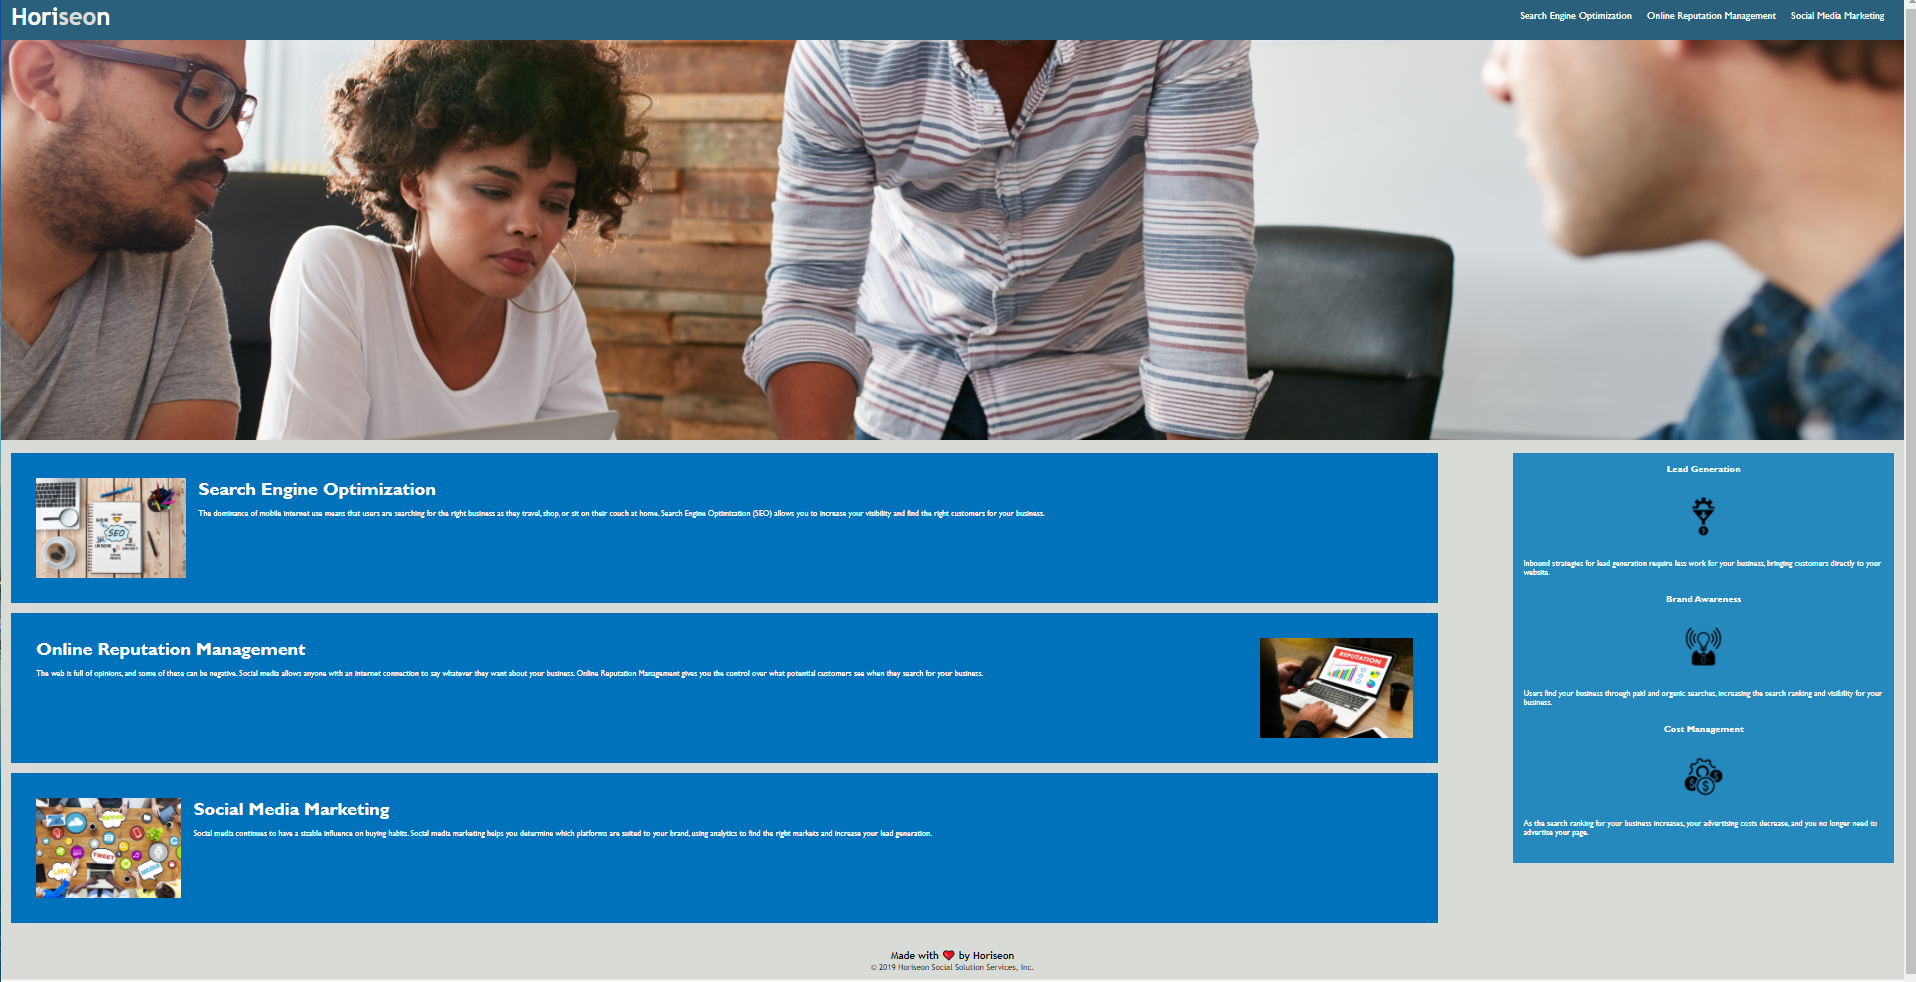 Horiseon
Search Engine Optimization
Online Reputation Management
Social Media Marketing
Search Engine Optimization
The dominance of mobile internet use means that users are searching for the right business as they travel, shop, or sit on their couch at home. Search Engine Optimization (SEO) allows you to increase your visibility and find the right customers for your business.
SEO
Online Reputation Management
The web is full of opinions, and some of these can be negative. Social media allows anyone with an internet connection to say whatever they want about your business. Online Reputation Management gives you the control over what potential customers see when they search for your business.
REPUTATION
Social Media Marketing
Social media continues to have a sizable influence on buying habits. Social media marketing helps you determine which platforms are suited to your brand, using analytics to find the right markets and increase your lead generation.
SHARE
TWEET
LIKE
MEDIA
Lead Generation
Inbound strategies for lead generation require less work for your business, bringing customers directly to your
website.
Brand Awareness
Users find your business through paid and organic searches, increasing the search ranking and visibility for your
business.
Cost Management
As the search ranking for your business increases, your advertising costs decrease, and you no longer need to
advertise your page.
Made with ❤️ by Horiseon
© 2019 Horiseon Social Solution Services, Inc.